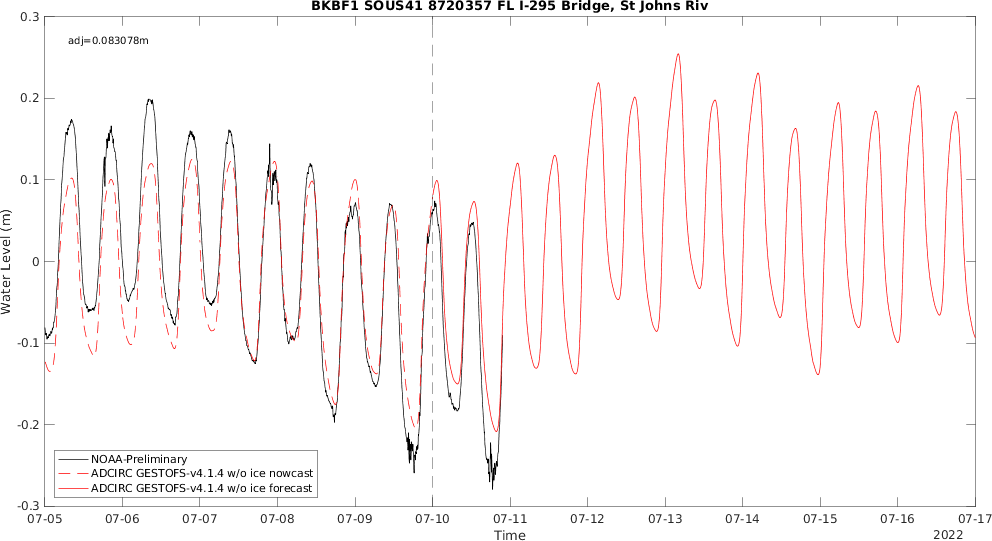 BKBF1 SOUS41 8720357 FL I-295 Bridge, St Johns Riv
adj=0.083078m
0.3
0.2
0.1
0
-0.1
-0.2
-0.3
Water Level (m)
NOAA-Preliminary
ADCIRC GESTOFS-v4.1.4 w/o ice nowcast
ADCIRC GESTOFS-v4.1.4 w/o ice forecast
07-05 07-06 07-07 07-08 07-09 07-10 07-11 07-12 07-13 07-14 07-15 07-16 07-17
Time
2022